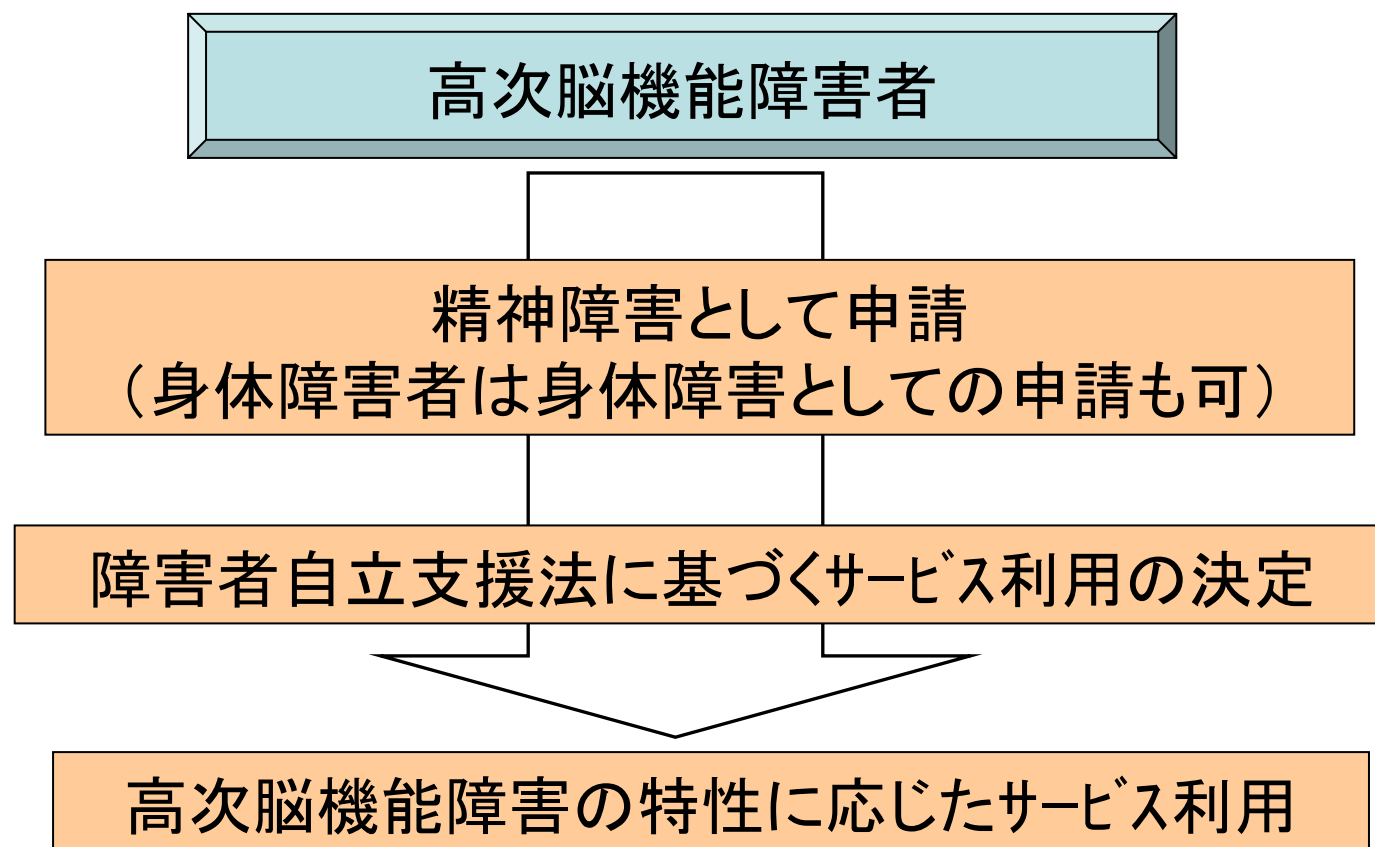 高次脳機能障害者
精神障害として申請
（身体障害者は身体障害としての申請も可）
障害者自立支援法に基づくｻｰﾋﾞｽ利用の決定
高次脳機能障害の特性に応じたｻｰﾋﾞｽ利用